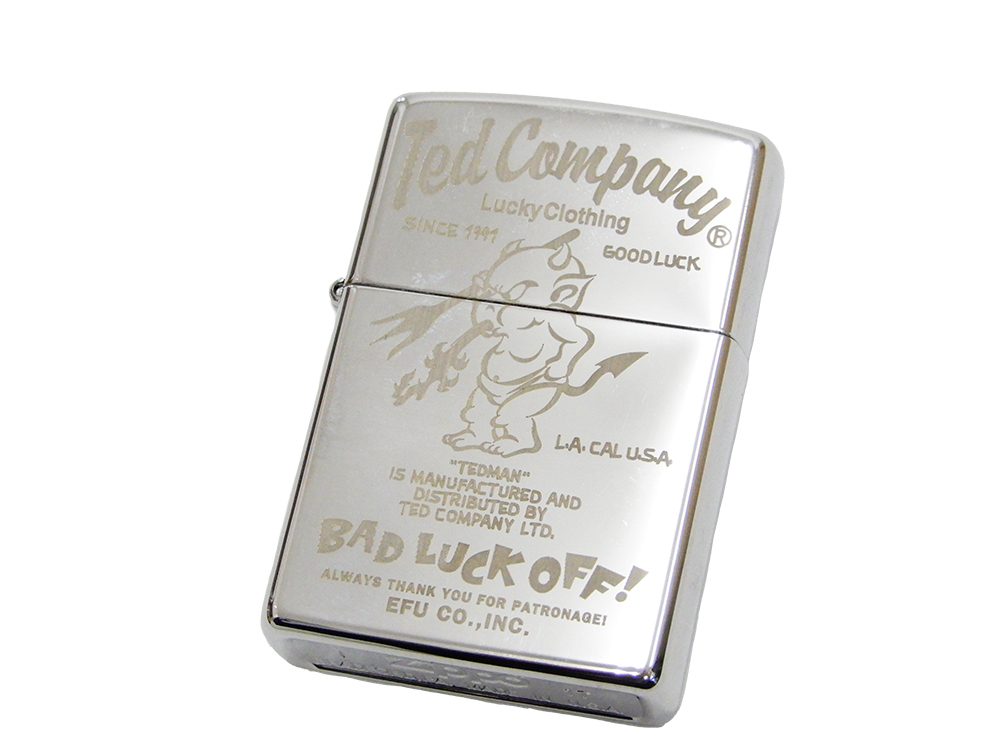 Ted Company®
Lucky Clothing
SINCE 1991
GOOD LUCK
L.A. CAL U.S.A.
"TEDMAN"
IS MANUFACTURED AND
DISTRIBUTED BY
TED COMPANY LTD.
BAD LUCK OFF!
ALWAYS THANK YOU FOR PATRONAGE!
EFU CO.,INC.
Zippo